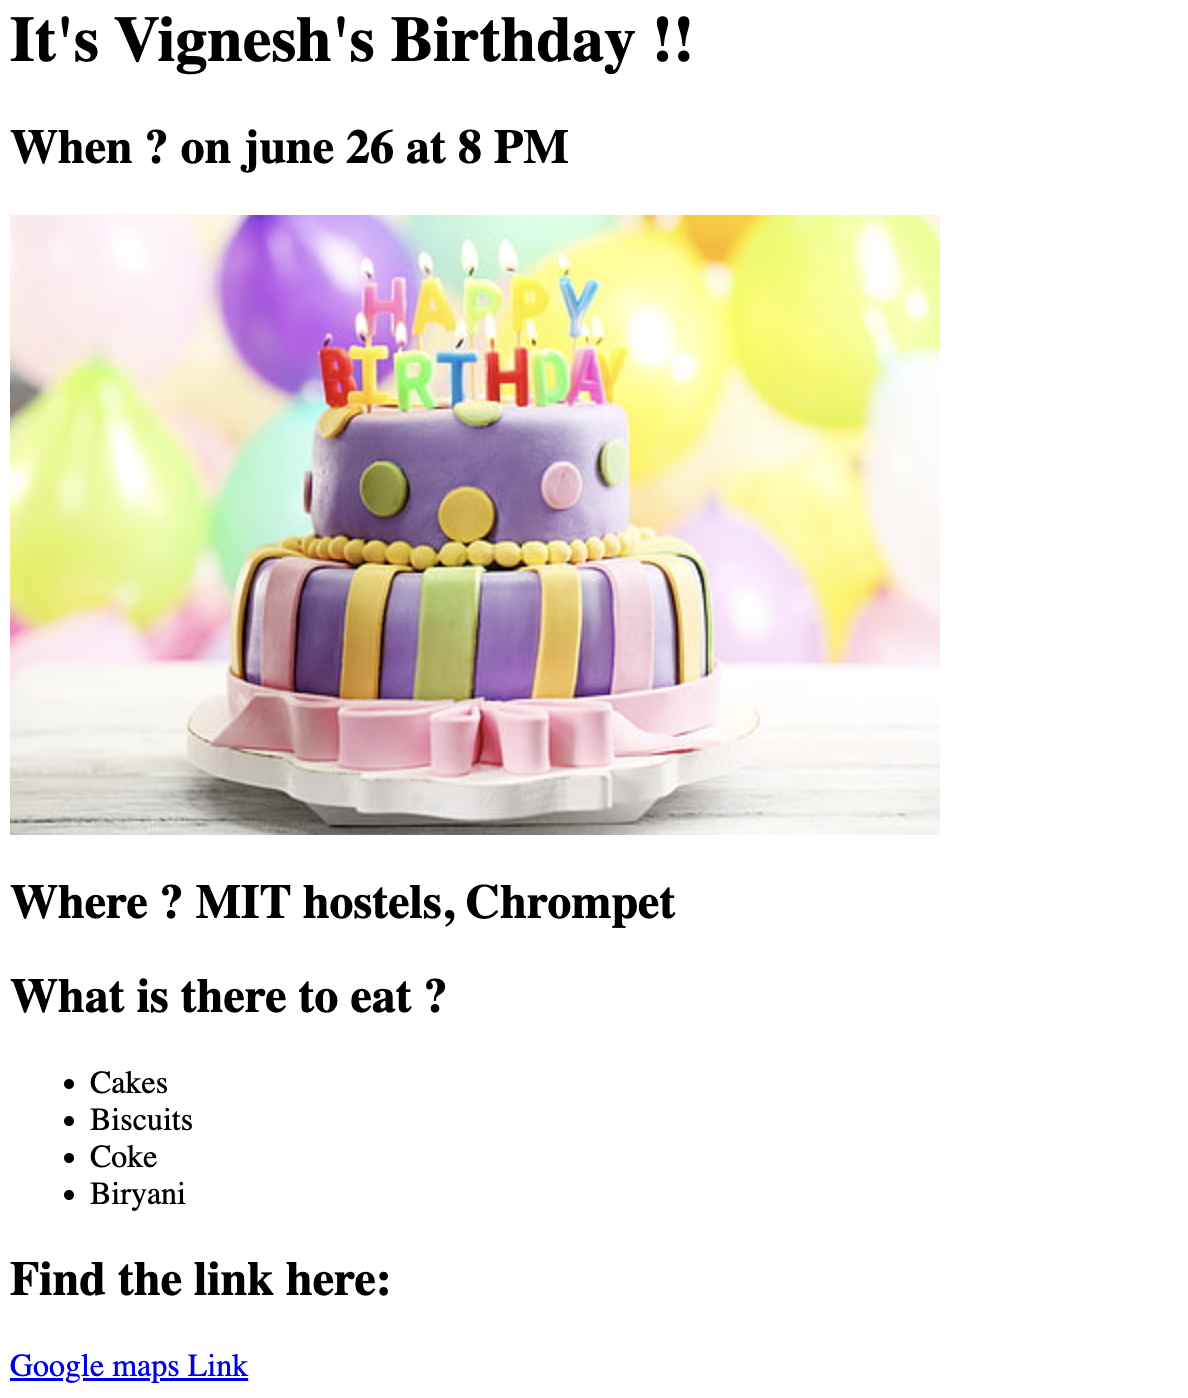 It's Vignesh's Birthday !!
When ? on june 26 at 8 PM
HAPPY
BIRTHDAY
Where ? MIT hostels, Chrompet
What is there to eat ?
Cakes
Biscuits
Coke
Biryani
Find the link here:
Google maps Link